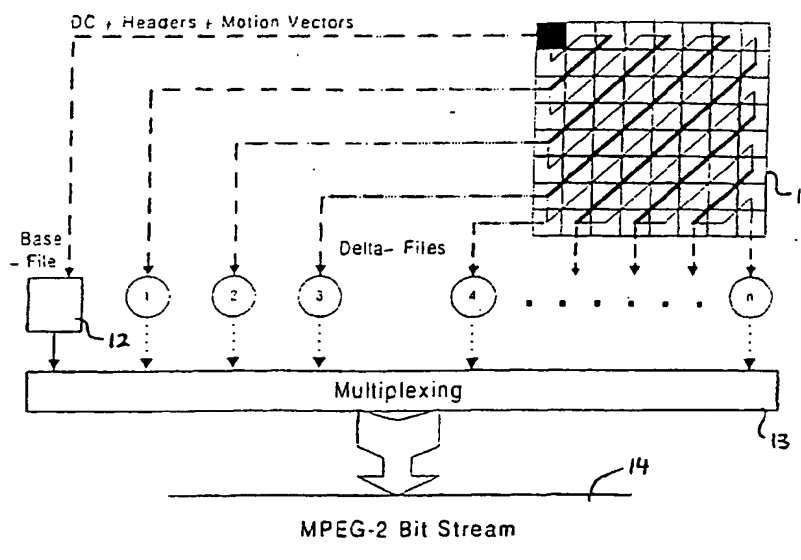 DC + Headers + Motion Vectors
1
Base
- File
Delta- Files
1
2
3
4
n
12
Multiplexing
13
14
MPEG-2 Bit Stream